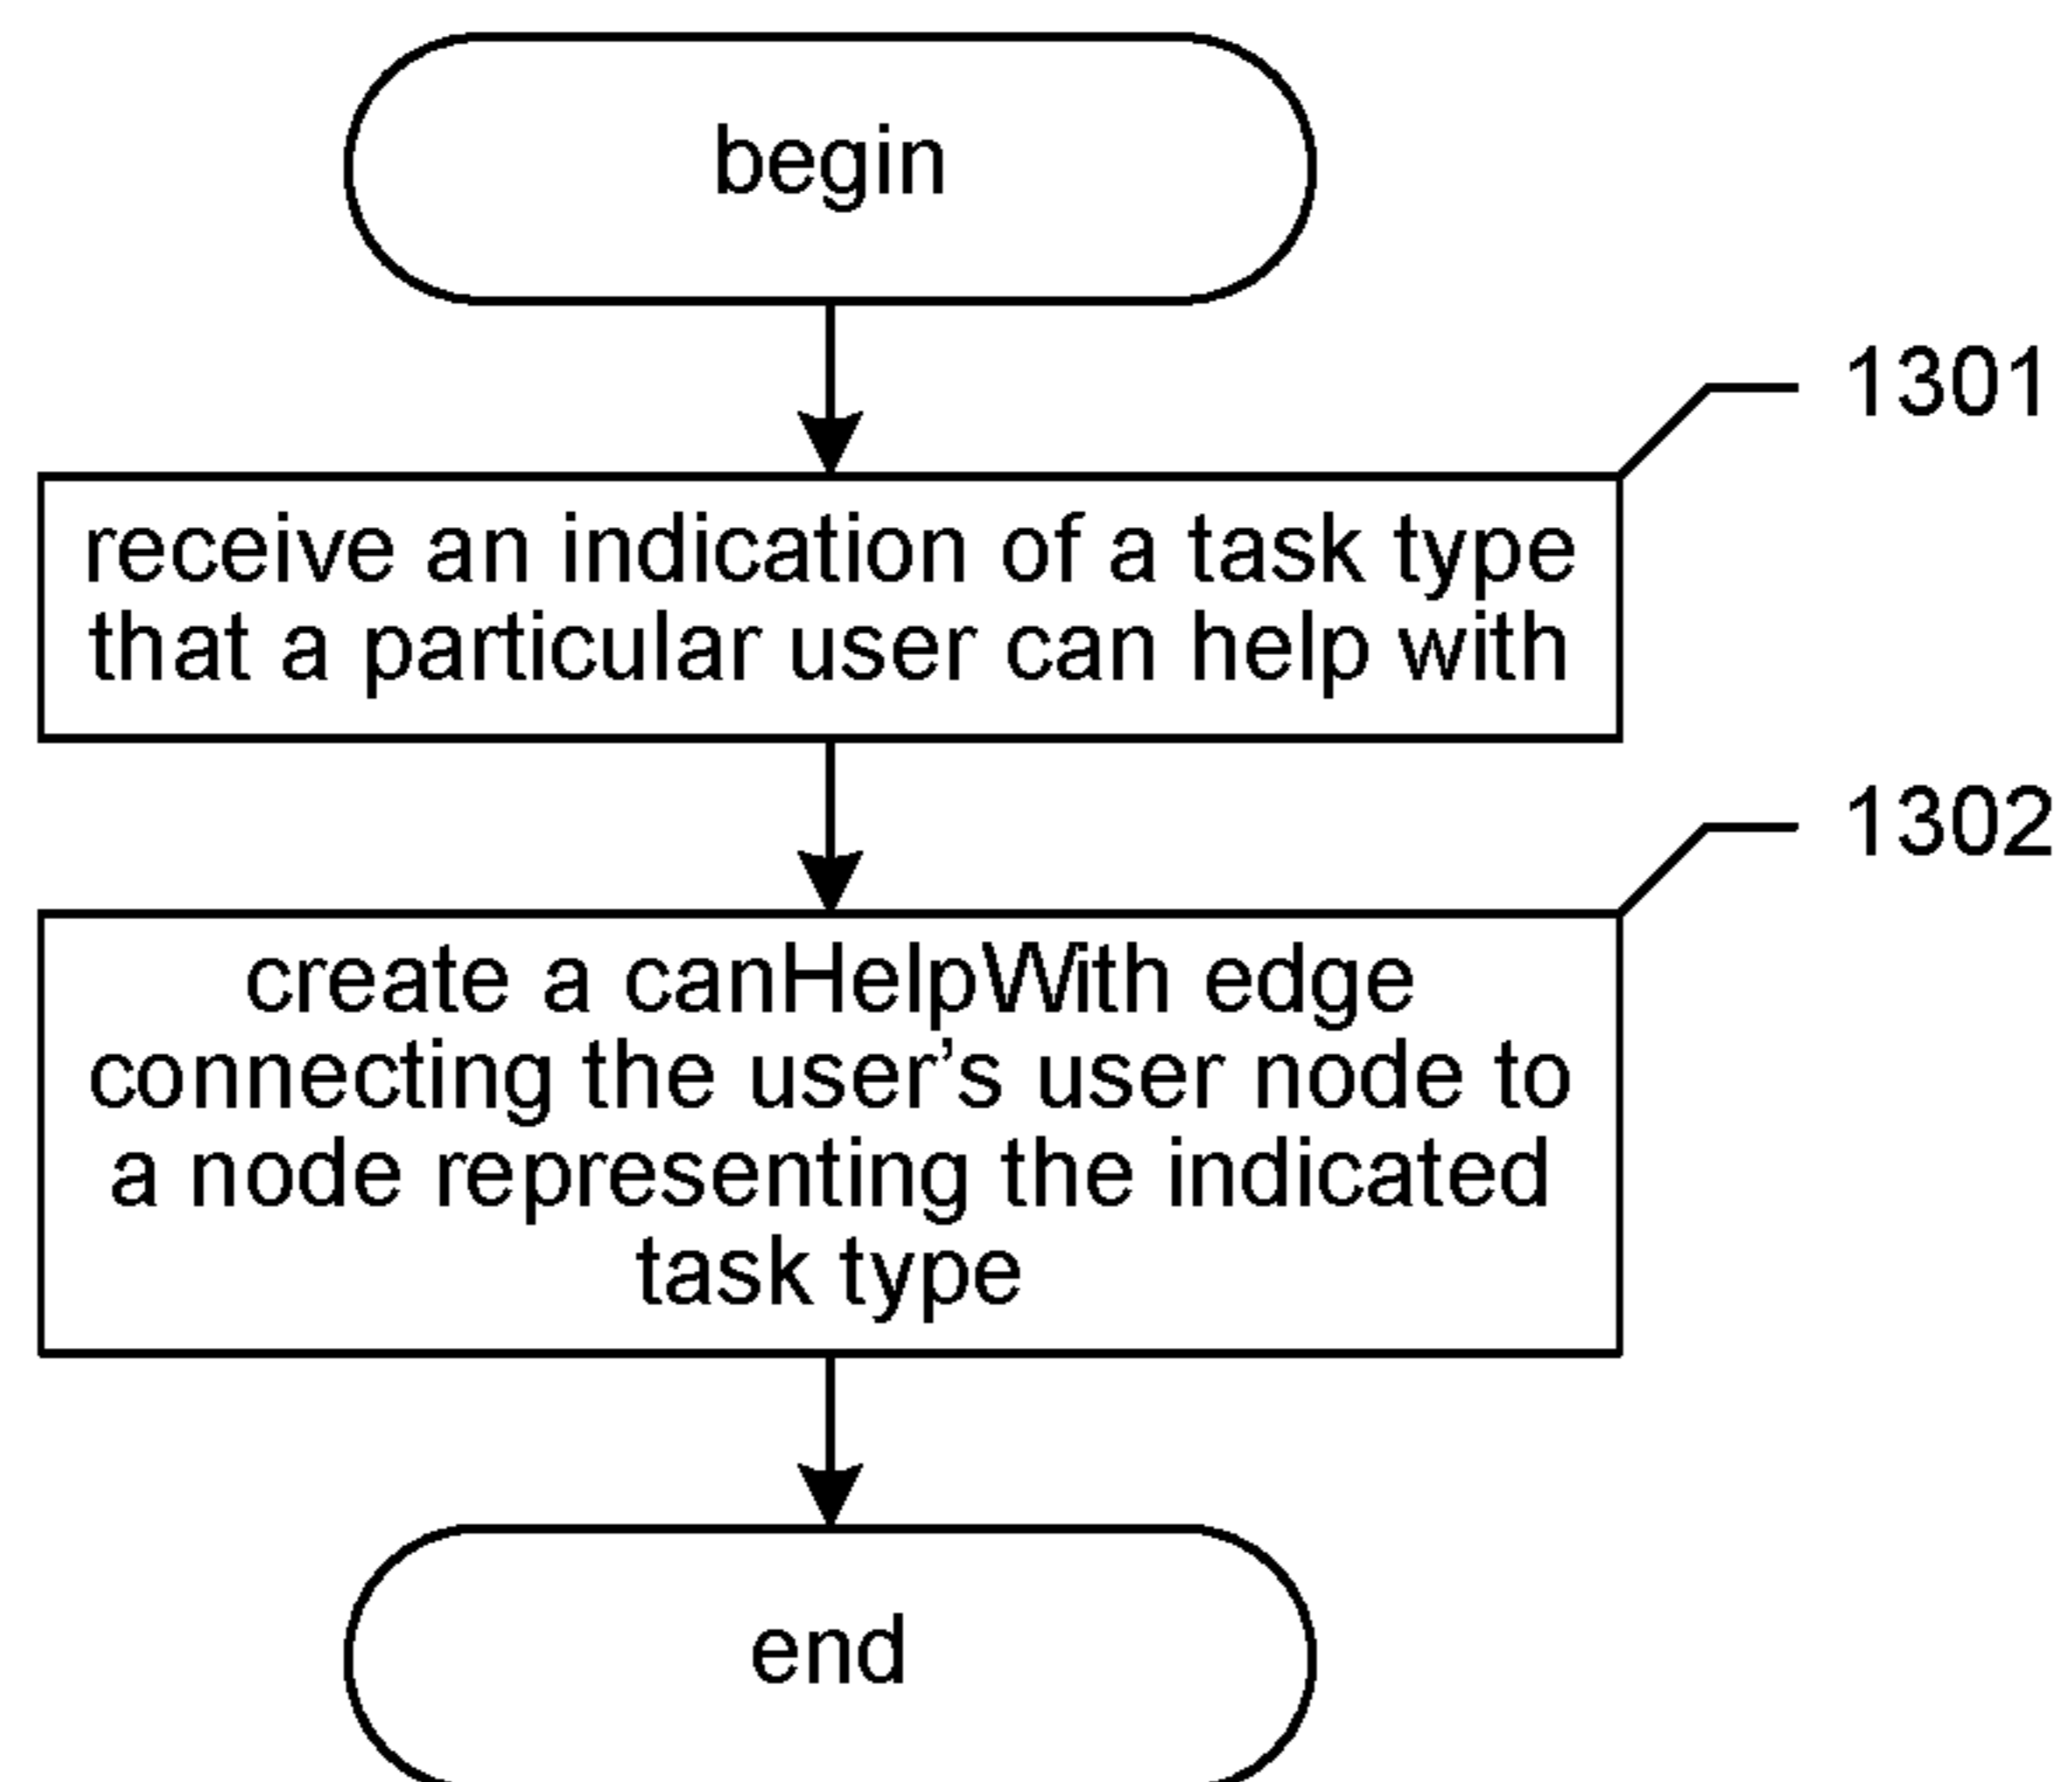 begin
1301
receive an indication of a task type
that a particular user can help with
1302
create a canHelpWith edge
connecting the user’s user node to
a node representing the indicated
task type
end